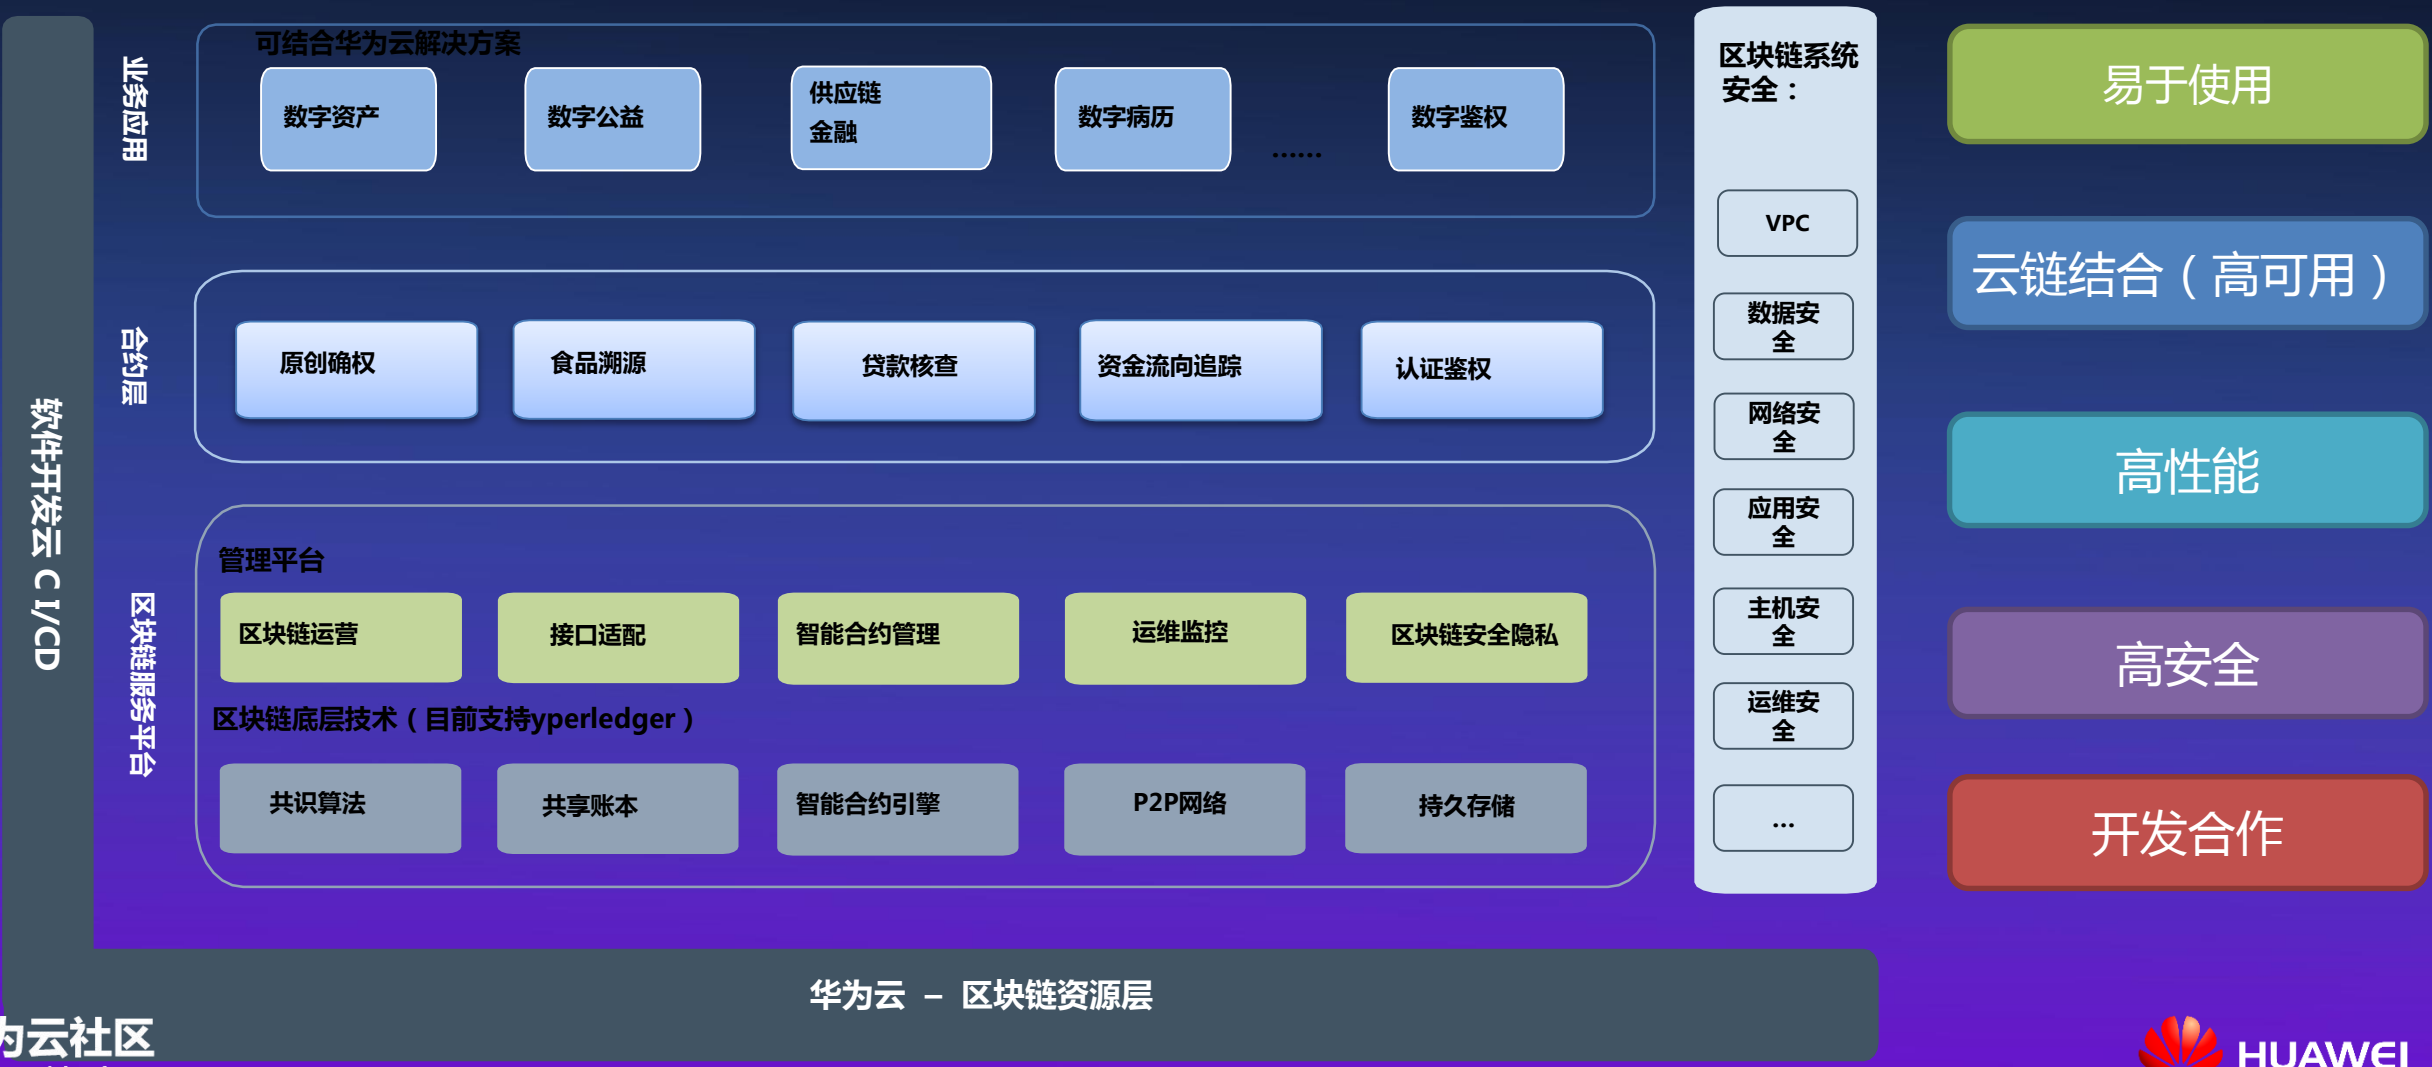 可结合华为云解决方案
业务应用
数字资产
数字公益
供应链
金融
数字病历
......
数字鉴权
合约层
原创确权
食品溯源
贷款核查
资金流向追踪
认证鉴权
软件开发云 C I/CD
区块链服务平台
管理平台
区块链运营
接口适配
智能合约管理
运维监控
区块链安全隐私
区块链底层技术（目前支持yperledger）
共识算法
共享账本
智能合约引擎
P2P网络
持久存储
区块链系统
安全：
VPC
数据安
全
网络安
全
应用安
全
主机安
全
运维安
全
...
易于使用
云链结合（高可用）
高性能
高安全
开发合作
华为云 – 区块链资源层
为云社区
HUAWEI